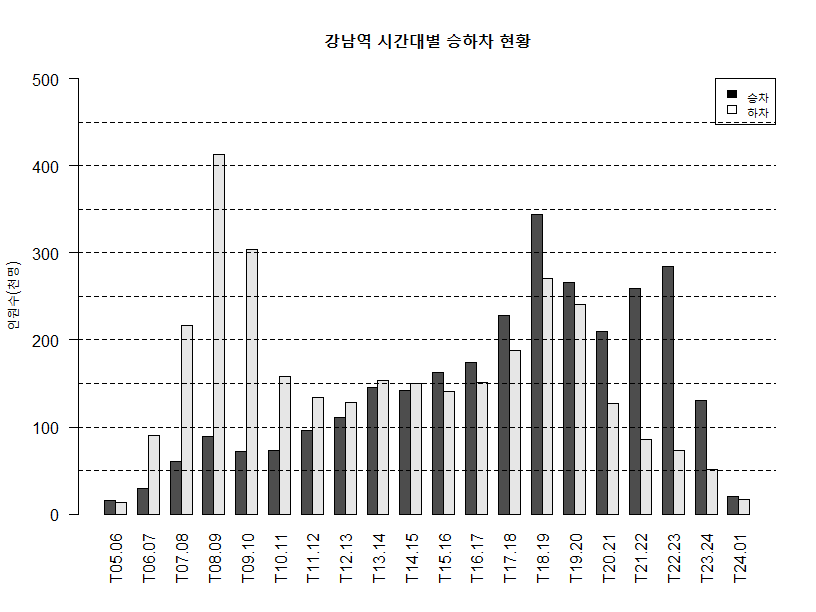 강남역 시간대별 승하차 현황
500
400
300
200
100
0
인원수(천명)
승차
하차
T05.06
T06.07
T07.08
T08.09
T09.10
T10.11
T11.12
T12.13
T13.14
T14.15
T15.16
T16.17
T17.18
T18.19
T19.20
T20.21
T21.22
T22.23
T23.24
T24.01